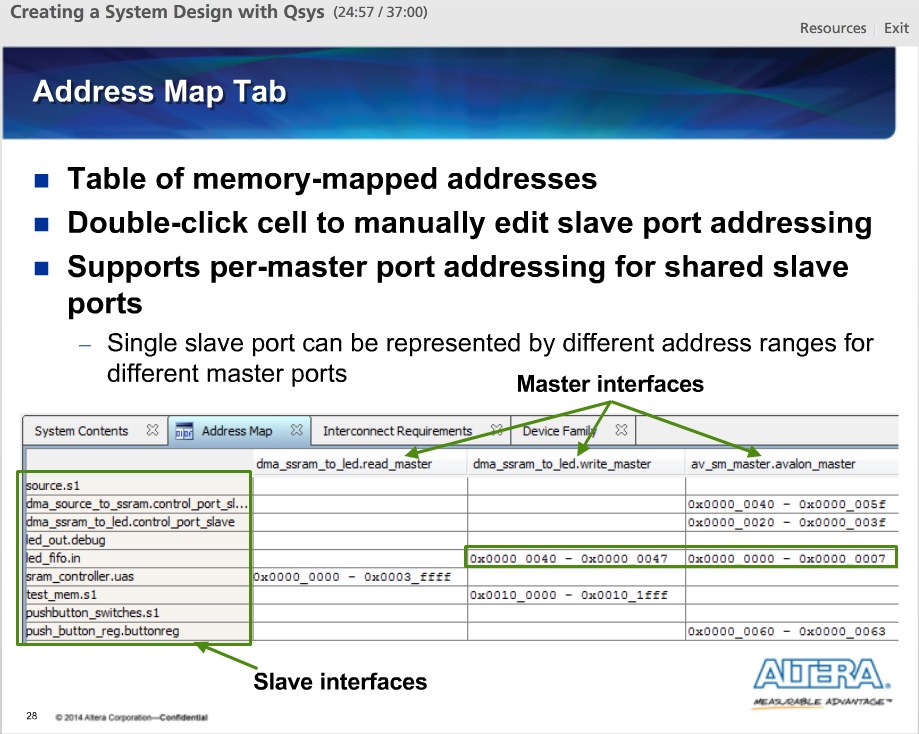 Creating a System Design with Qsys (24:57 / 37:00)
Resources Exit
Address Map Tab
Table of memory-mapped addresses
Double-click cell to manually edit slave port addressing
Supports per-master port addressing for shared slave
ports
– Single slave port can be represented by different address ranges for
different master ports
Master interfaces
System Contents Address Map Interconnect Requirements Device Family
dma_ssram_to_led.read_master dma_ssram_to_led.write_master av_sm_master.avalon_master
source.s1
dma_source_to_ssram.control_port_sl... 0x0000_0040 - 0x0000_005f
dma_ssram_to_led.control_port_slave 0x0000_0020 - 0x0000_003f
led_out.debug
led_fifo.in 0x0000_0040 - 0x0000_0047 0x0000_0000 - 0x0000_0007
sram_controller.uas 0x0000_0000 - 0x0003_ffff
test_mem.s1 0x0010_0000 - 0x0010_1fff
pushbutton_switches.s1
push_button_reg.buttonreg 0x0000_0060 - 0x0000_0063
Slave interfaces
ALTERA®
MEASURABLE ADVANTAGE™
28 © 2014 Altera Corporation—Confidential